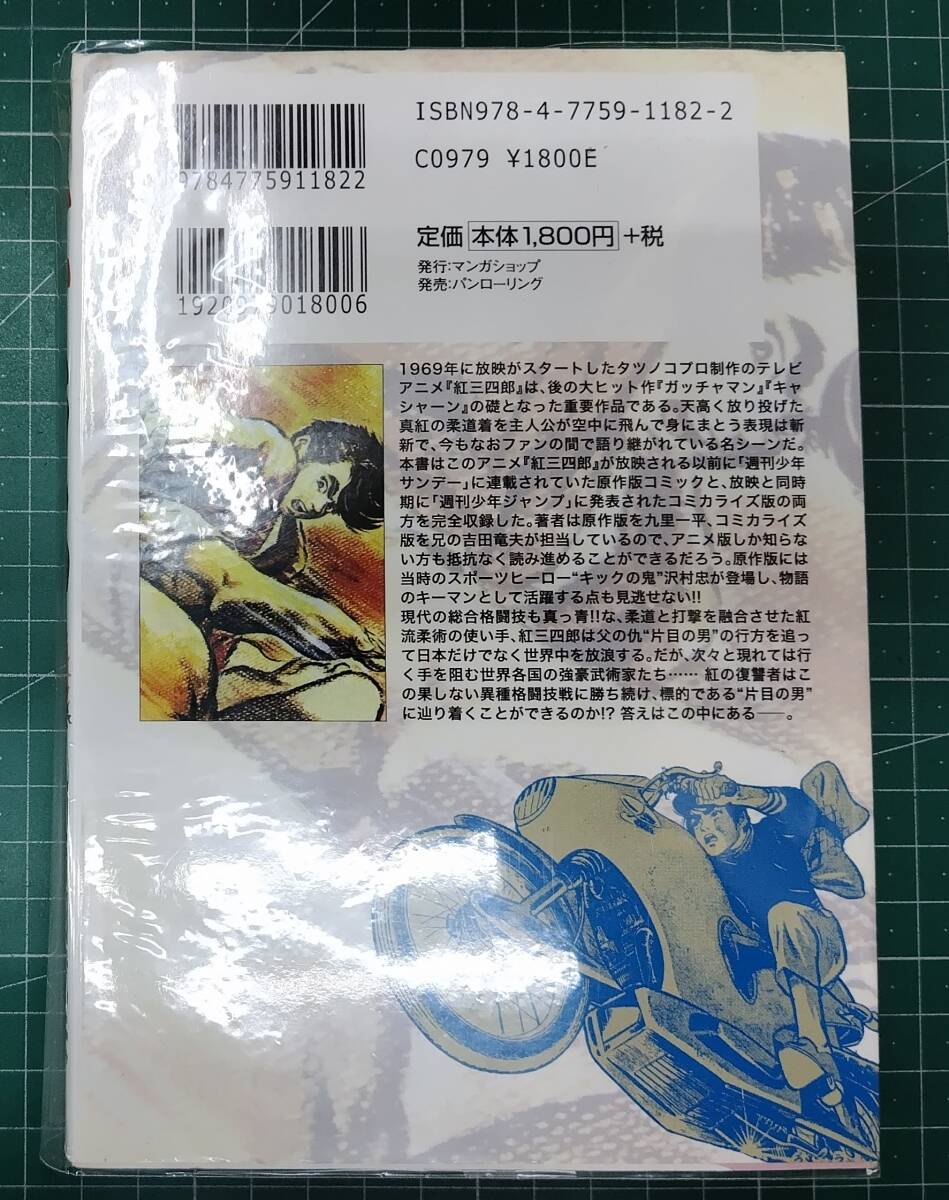 ISBN978-4-7759-1182-2
C0979 ¥1800E
9784775911822
定価 本体1,800円 +税
発行:マンガショップ
発売:パンローリング
1920979018006
1969年に放映がスタートしたタツノコプロ制作のテレビ
アニメ『紅三四郎』は、後の大ヒット作『ガッチャマン』『キャ
シャーン』の礎となった重要作品である。天高く放り投げた
真紅の柔道着を主人公が空中に飛んで身にまとう表現は斬
新で、今もなおファンの間で語り継がれている名シーンだ。
本書はこのアニメ『紅三四郎』が放映される以前に「週刊少年
サンデー」に連載されていた原作版コミックと、放映と同時
期に「週刊少年ジャンプ」に発表されたコミカライズ版の両
方を完全収録した。著者は原作版を九里一平、コミカライズ
版を兄の吉田竜夫が担当しているので、アニメ版しか知らな
い方も抵抗なく読み進めることができるだろう。原作版には
当時のスポーツヒーロー“キックの鬼”沢村忠が登場し、物語
のキーマンとして活躍する点も見逃せない!!
現代の総合格闘技も真っ青!!な、柔道と打撃を融合させた紅
流柔術の使い手、紅三四郎は父の仇“片目の男”の行方を追っ
て日本だけでなく世界中を放浪する。だが、次々と現れては行
く手を阻む世界各国の強豪武術家たち…… 紅の復讐者はこ
の果しない異種格闘技戦に勝ち続け、標的である“片目の男”
に辿り着くことができるのか!? 答えはこの中にある――。